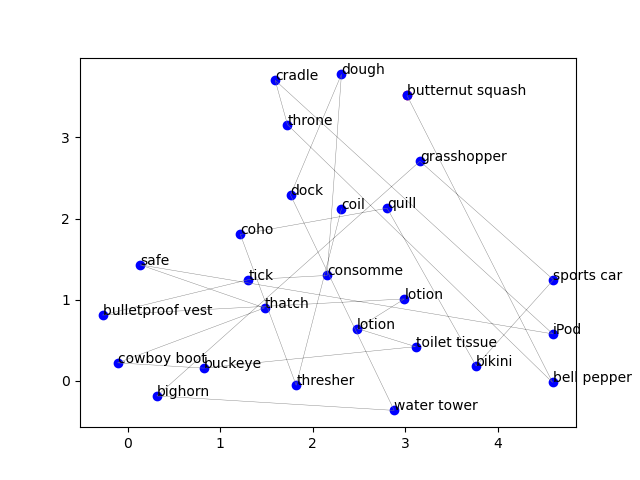 cradle
dough
butternut squash
throne
grasshopper
dock
coil
quill
coho
safe
tick
consomme
sports car
bulletproof vest
thatch
lotion
lotion
iPod
toilet tissue
cowboy boot
buckeye
bikini
thresher
bell pepper
bighorn
water tower
3
2
1
0
0
1
2
3
4